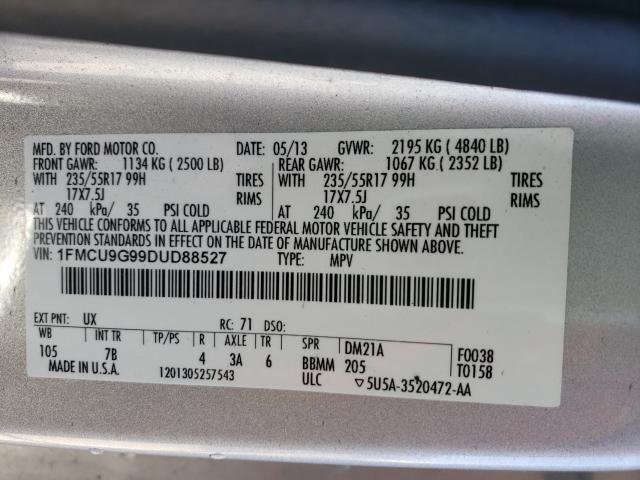 MFD. BY FORD MOTOR CO. DATE: 05/13 GVWR: 2195 KG ( 4840 LB)
FRONT GAWR: 1134 KG ( 2500 LB) REAR GAWR: 1067 KG ( 2352 LB)
WITH 235/55R17 99H TIRES WITH 235/55R17 99H TIRES
17X7.5J RIMS 17X7.5J RIMS
AT 240 kPa/ 35 PSI COLD AT 240 kPa/ 35 PSI COLD
THIS VEHICLE CONFORMS TO ALL APPLICABLE FEDERAL MOTOR VEHICLE SAFETY AND THEFT
PREVENTION STANDARDS IN EFFECT ON THE DATE OF MANUFACTURE SHOWN ABOVE.
VIN: 1FMCU9G99DUD88527 TYPE: MPV
EXT PNT: UX RC: 71 DSO:
WB INT TR TP/PS R AXLE TR SPR DM21A F0038
105 7B 4 3A 6 BBMM 205 T0158
MADE IN U.S.A. 1201305257543 ULC ▽5U5A-3520472-AA